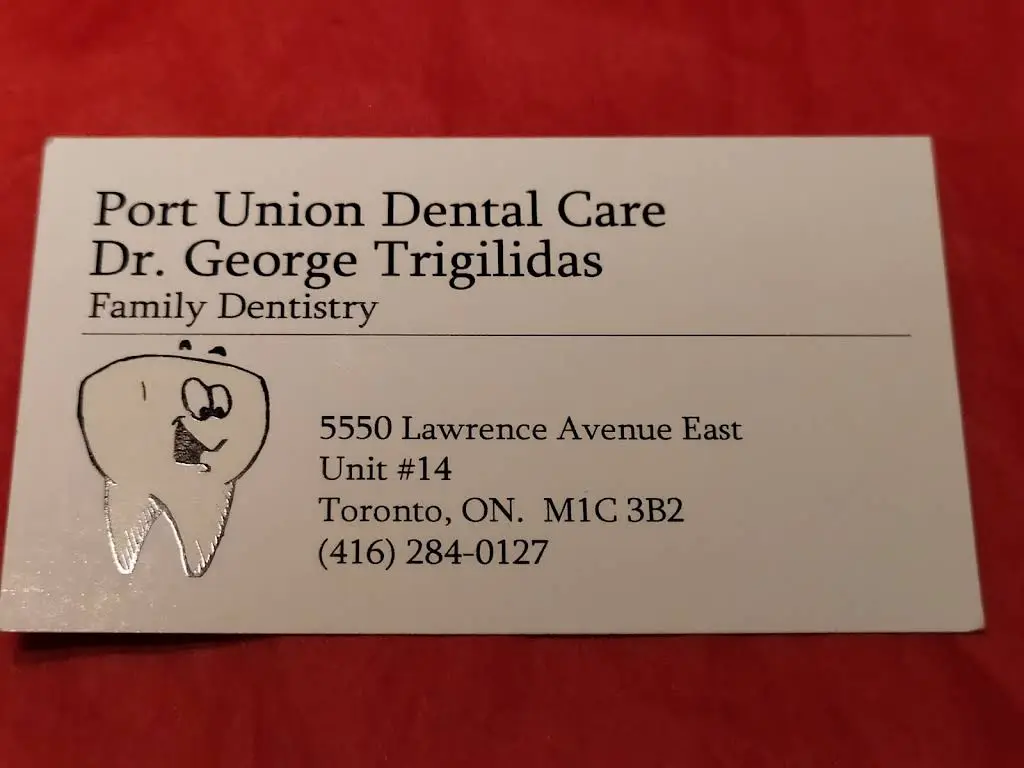 Port Union Dental Care
Dr. George Trigilidas
Family Dentistry
5550 Lawrence Avenue East
Unit #14
Toronto, ON.  M1C 3B2
(416) 284-0127